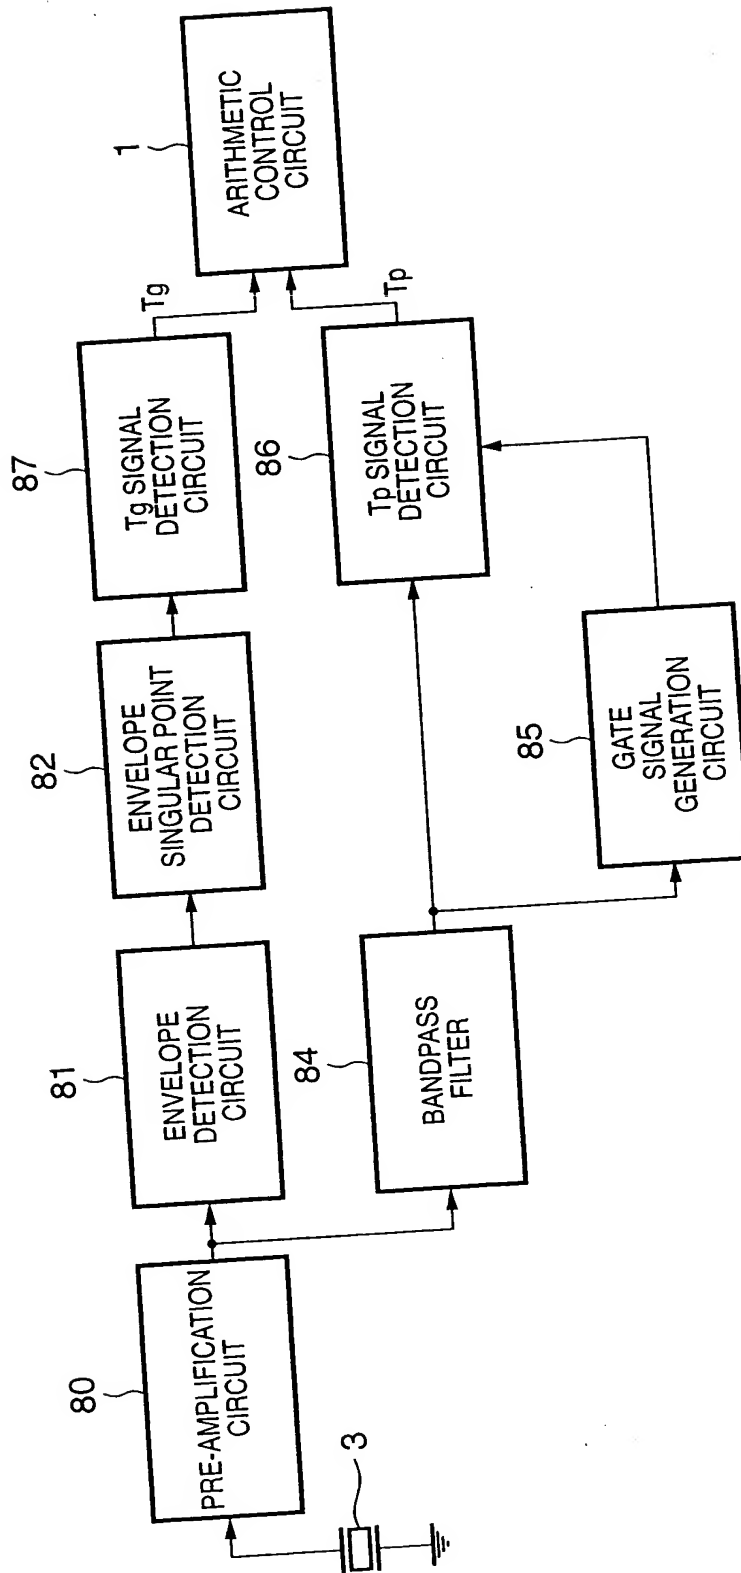 3
80
PRE-AMPLIFICATION
CIRCUIT
81
ENVELOPE
DETECTION
CIRCUIT
82
ENVELOPE
SINGULAR POINT
DETECTION
CIRCUIT
87
Tg SIGNAL
DETECTION
CIRCUIT
Tg
1
ARITHMETIC
CONTROL
CIRCUIT
84
BANDPASS
FILTER
86
Tp SIGNAL
DETECTION
CIRCUIT
Tp
85
GATE
SIGNAL
GENERATION
CIRCUIT